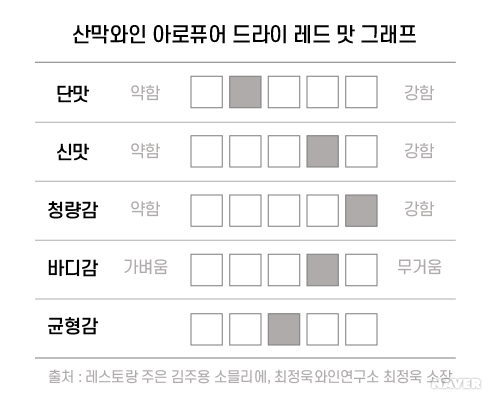 산막와인 아로퓨어 드라이 레드 맛 그래프
단맛 약함 강함
신맛 약함 강함
청량감 약함 강함
바디감 가벼움 무거움
균형감
출처 : 레스토랑 주은 김주용 소믈리에, 최정욱와인연구소 최정욱 소장
NAVER